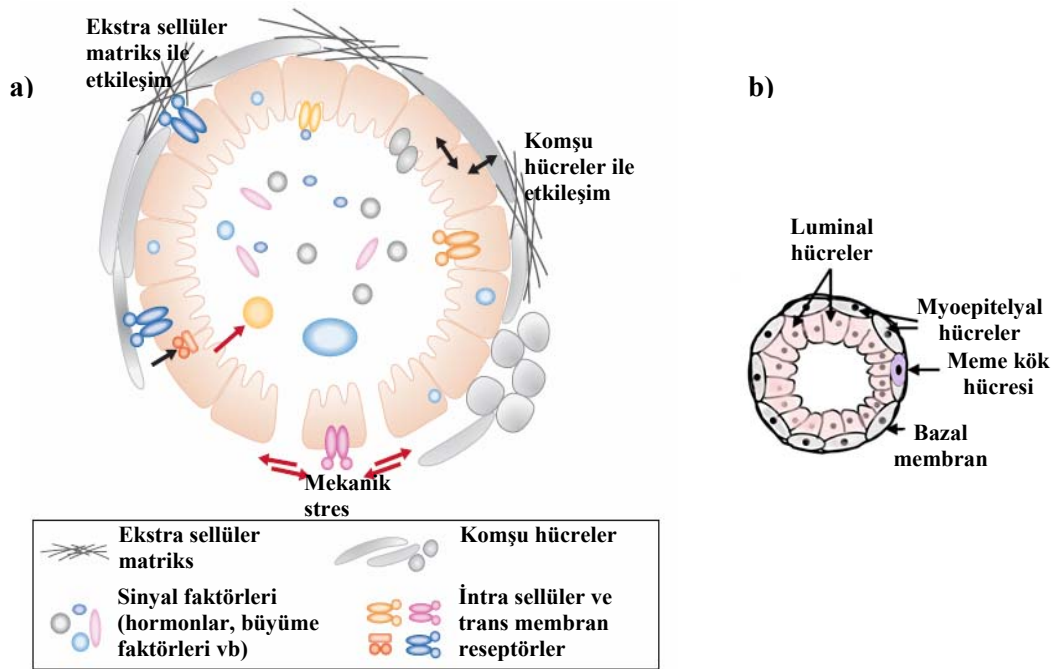 a)
Ekstra sellüler
matriks ile
etkileşim
Komşu
hücreler ile
etkileşim
Mekanik
stres
b)
Luminal
hücreler
Myoepitelyal
hücreler
Meme kök
hücresi
Bazal
membran
Ekstra sellüler
matriks
Komşu hücreler
Sinyal faktörleri
(hormonlar, büyüme
faktörleri vb)
İntra sellüler ve
trans membran
reseptörler